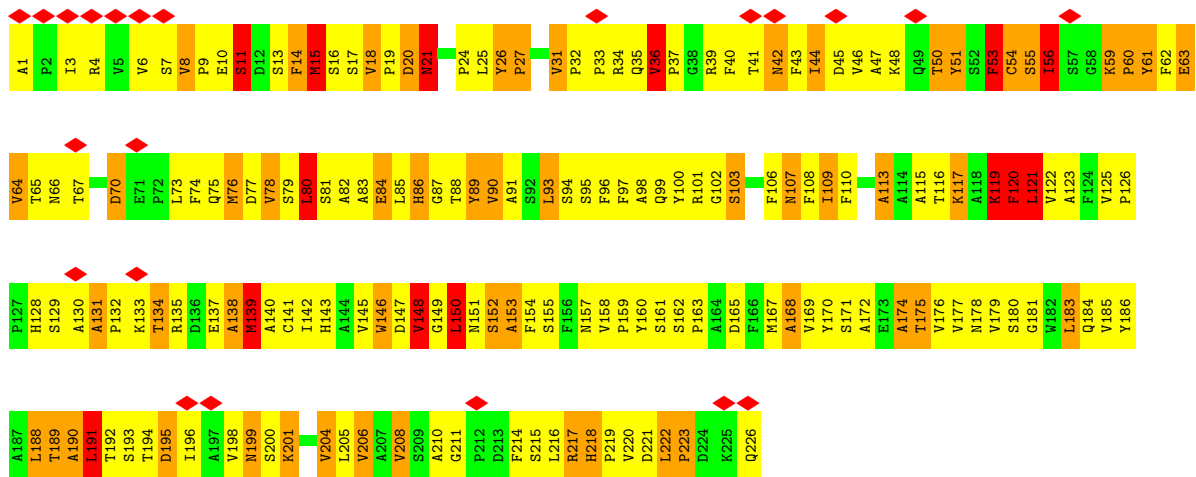 A1 P2 I3 R4 V5 V6 S7 V8 P9 E10 S11 D12 S13 F14 M15 S16 S17 V18 P19 D20 N21 P24 L25 Y26 P27 V31 P32 P33 R34 Q35 V36 P37 G38 R39 F40 T41 N42 F43 I44 D45 V46 A47 K48 Q49 T50 Y51 S52 F53 C54 S55 I56 S57 G58 K59 P60 Y61 F62 E63
V64 T65 N66 T67 D70 E71 P72 L73 F74 Q75 M76 D77 V78 S79 L80 S81 A82 A83 E84 L85 H86 G87 T88 Y89 V90 A91 S92 L93 S94 S95 F96 F97 A98 Q99 Y100 R101 G102 S103 F106 N107 F108 I109 F110 A113 A114 A115 T116 K117 A118 K119 F120 L121 V122 A123 F124 V125 P126
P127 H128 S129 A130 A131 P132 K133 T134 R135 D136 E137 A138 M139 A140 C141 I142 H143 A144 V145 W146 D147 V148 G149 L150 N151 S152 A153 F154 S155 F156 N157 V158 P159 Y160 S161 S162 P163 A164 D165 F166 M167 A168 V169 Y170 S171 A172 E173 A174 T175 V176 V177 N178 V179 S180 G181 W182 L183 Q184 V185 Y186
A187 L188 T189 A190 L191 T192 S193 T194 D195 I196 A197 V198 N199 S200 K201 V204 L205 V206 A207 V208 S209 A210 G211 P212 D213 F214 S215 L216 R217 H218 P219 V220 D221 L222 P223 D224 K225 Q226